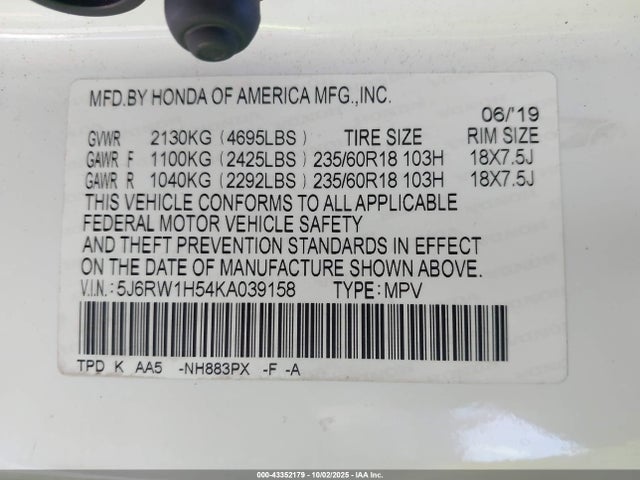 MFD.BY HONDA OF AMERICA MFG.,INC.
06/'19
GVWR 2130KG (4695LBS) TIRE SIZE RIM SIZE
GAWR F 1100KG (2425LBS) 235/60R18 103H 18X7.5J
GAWR R 1040KG (2292LBS) 235/60R18 103H 18X7.5J
THIS VEHICLE CONFORMS TO ALL APPLICABLE
FEDERAL MOTOR VEHICLE SAFETY
AND THEFT PREVENTION STANDARDS IN EFFECT
ON THE DATE OF MANUFACTURE SHOWN ABOVE.
V.I.N.: 5J6RW1H54KA039158 TYPE: MPV
TPD K AA5 -NH883PX -F -A
000-43352179 - 10/02/2025 - IAA Inc.